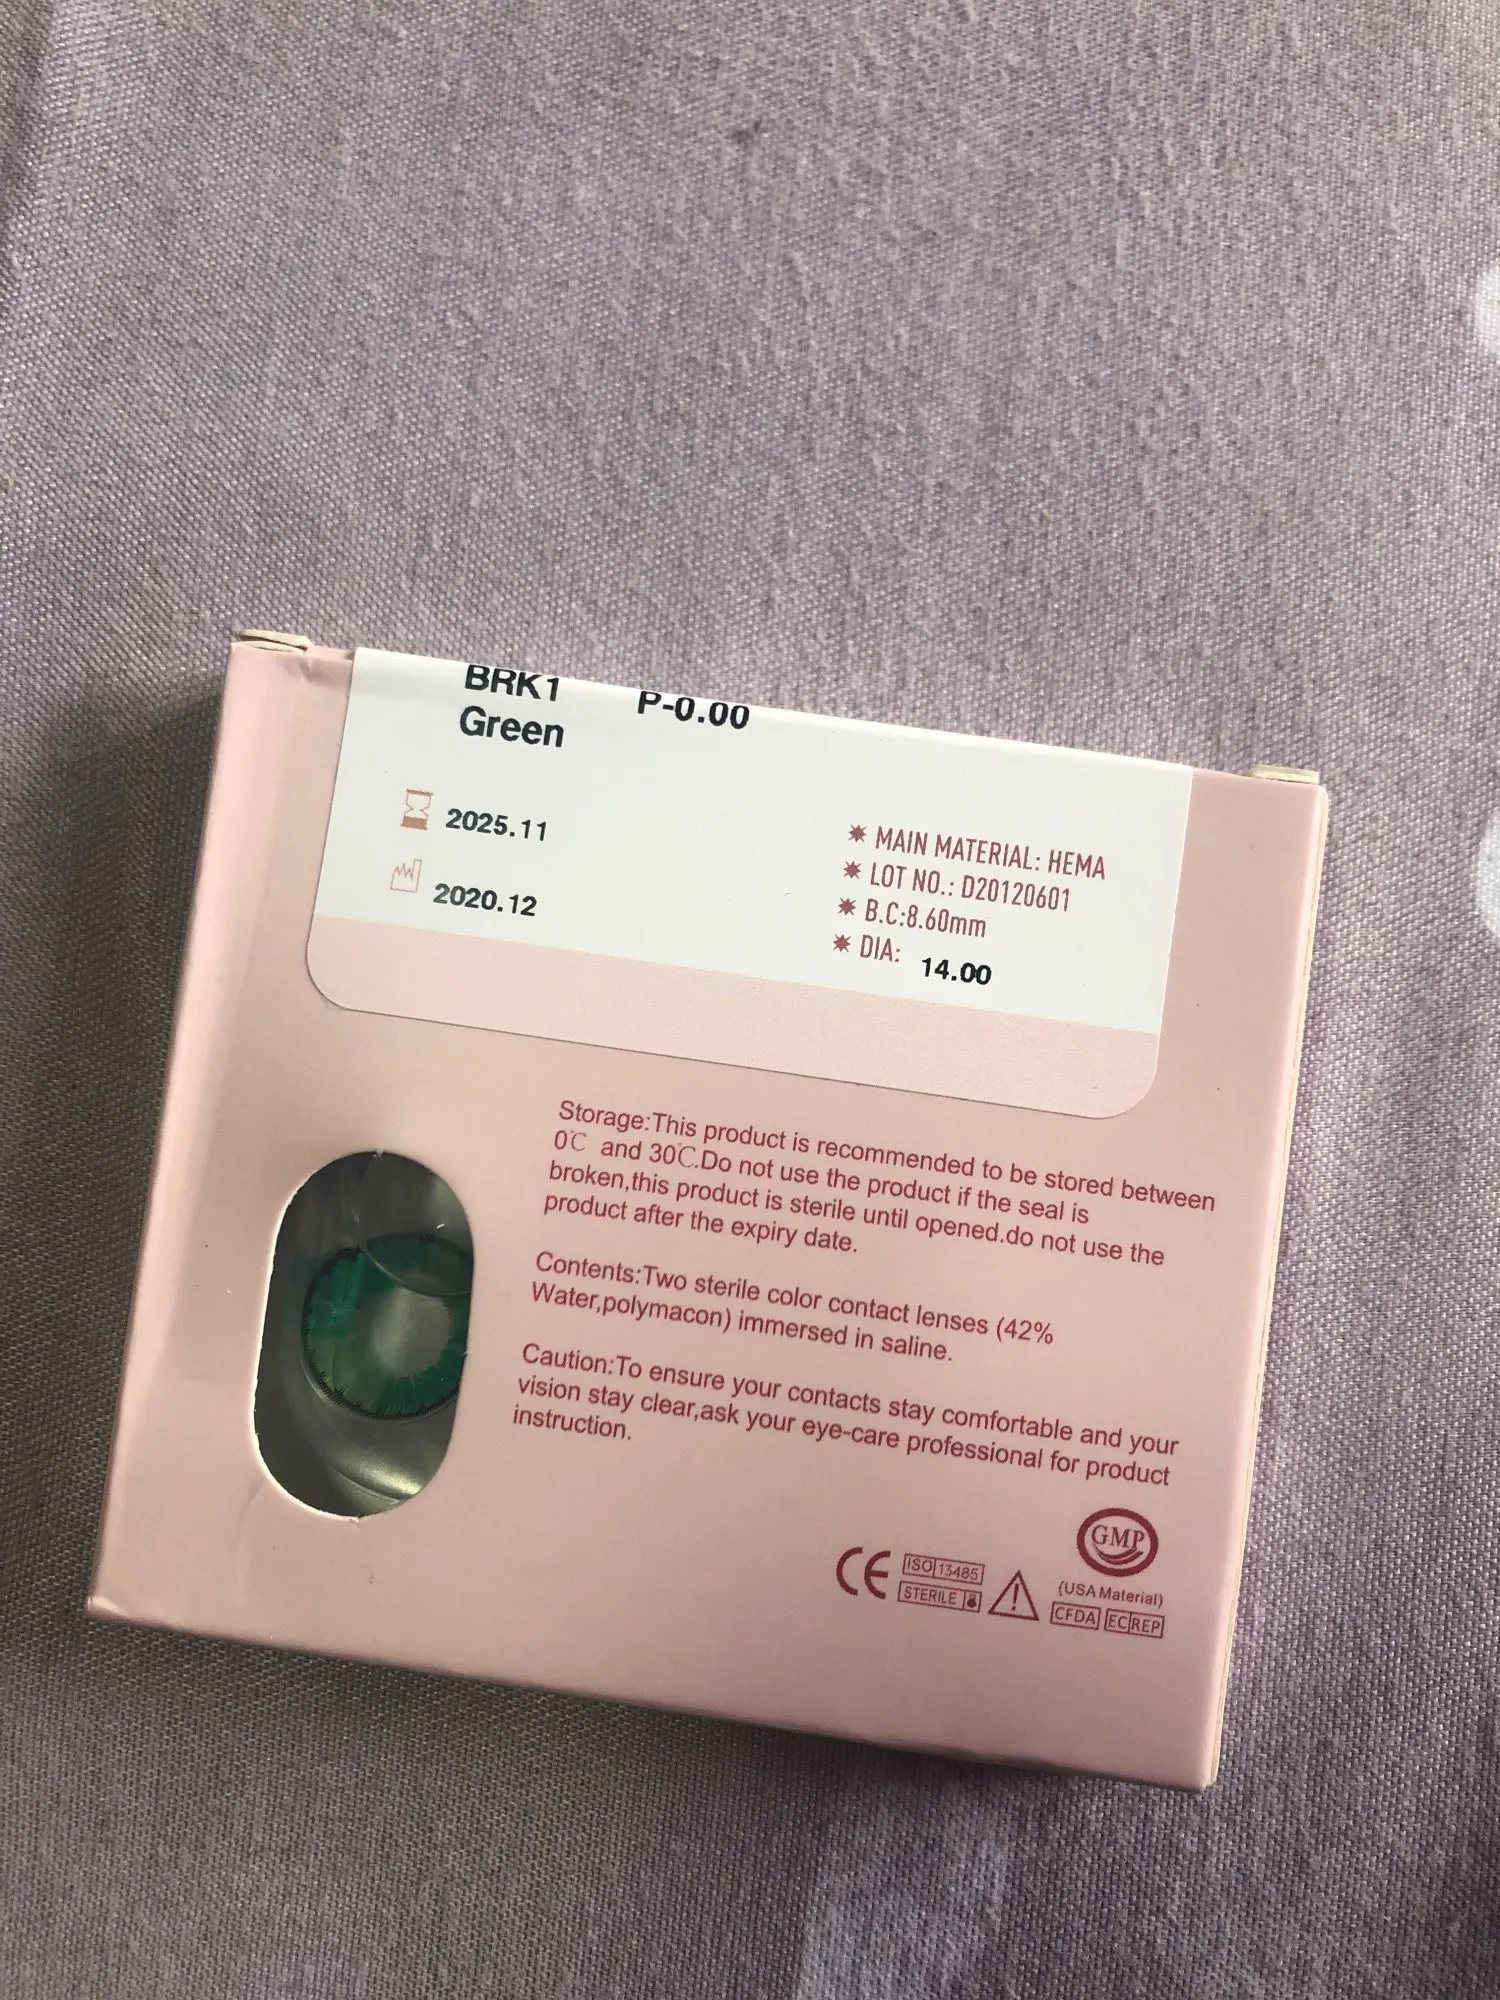 BRK1 P-0.00
Green
2025.11
2020.12
✷ MAIN MATERIAL: HEMA
✷ LOT NO.: D20120601
✷ B.C:8.60mm
✷ DIA: 14.00
Storage:This product is recommended to be stored between
0℃ and 30℃.Do not use the product if the seal is
broken,this product is sterile until opened.do not use the
product after the expiry date.
Contents:Two sterile color contact lenses (42%
Water,polymacon) immersed in saline.
Caution:To ensure your contacts stay comfortable and your
vision stay clear,ask your eye-care professional for product
instruction.
CE
ISO 13485
STERILE
GMP
(USA Material)
CFDA EC REP